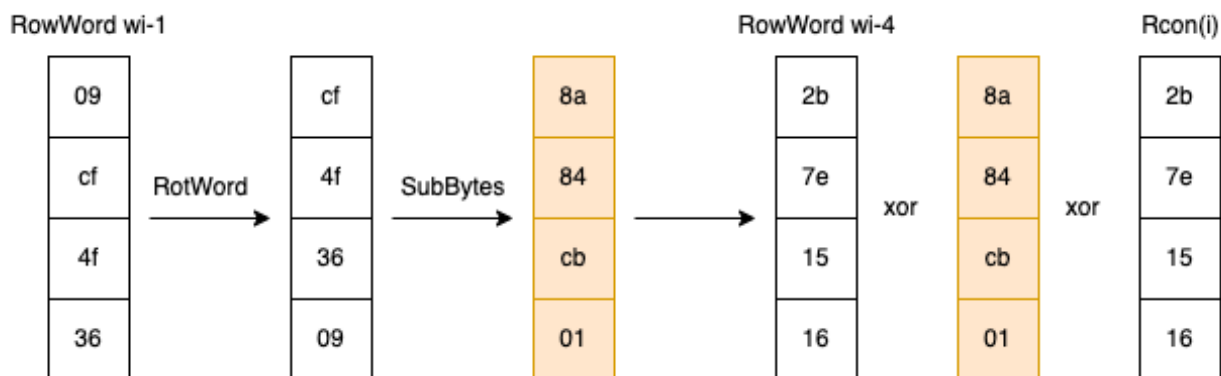 RowWord wi-1 RowWord wi-4 Rcon(i)
09 cf 8a 2b 8a 2b
cf RotWord 4f SubBytes 84 7e xor 84 xor 7e
4f 36 cb 15 cb 15
36 09 01 16 01 16